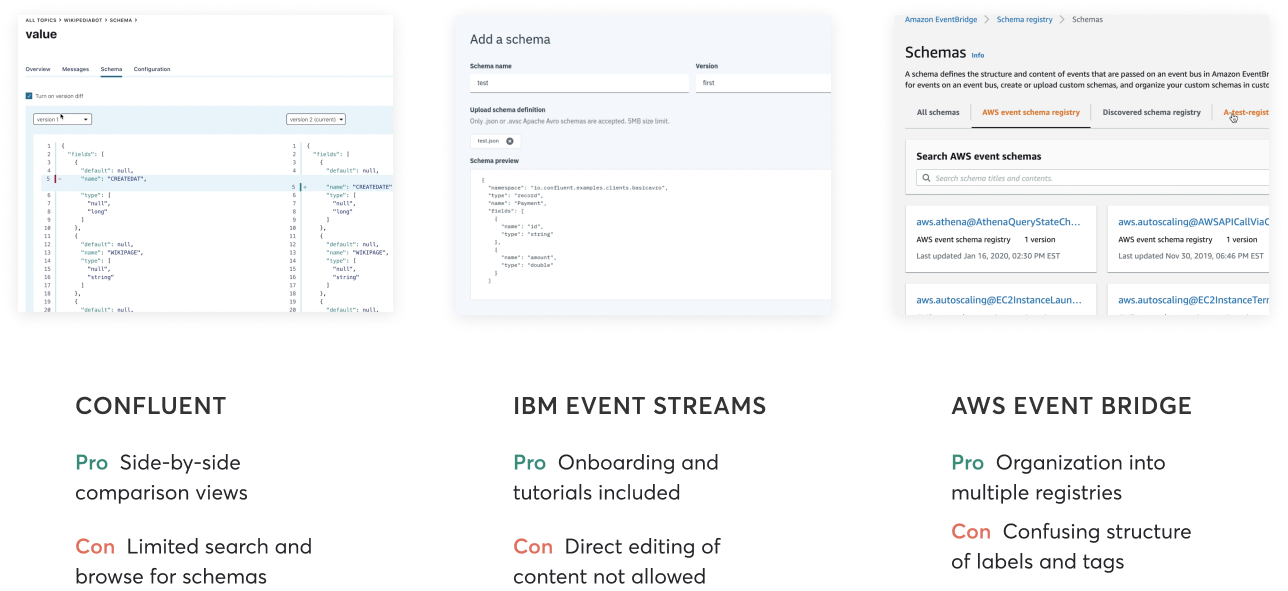 ALL TOPICS > WIKIPEDIABOT > SCHEMA >
value
Overview Messages Schema Configuration
Turn on version diff
version 1
version 2 (current)
1 {
2 "fields": [
3 {
4 "default": null,
5 - "name": "CREATEDAT",
6 "type": [
7 "null",
8 "long"
9 ]
10 },
11 {
12 "default": null,
13 "name": "WIKIPAGE",
14 "type": [
15 "null",
16 "string"
17 ]
18 },
19 {
20 "default": null,
1 {
2 "fields": [
3 {
4 "default": null,
5 + "name": "CREATEDATE"
6 "type": [
7 "null",
8 "long"
9 ]
10 },
11 {
12 "default": null,
13 "name": "WIKIPAGE",
14 "type": [
15 "null",
16 "string"
17 ]
18 },
19 {
20 "default": null,
Add a schema
Schema name
test
Version
first
Upload schema definition
Only .json or .avsc Apache Avro schemas are accepted. 5MB size limit.
test.json
Schema preview
{
"namespace": "io.confluent.examples.clients.basicavro",
"type": "record",
"name": "Payment",
"fields": [
{
"name": "id",
"type": "string"
},
{
"name": "amount",
"type": "double"
}
]
Amazon EventBridge > Schema registry > Schemas
Schemas Info
A schema defines the structure and content of events that are passed on an event bus in Amazon EventBr
for events on an event bus, create or upload custom schemas, and organize your custom schemas in custo
All schemas AWS event schema registry Discovered schema registry A-test-regist
Search AWS event schemas
Search schema titles and contents.
aws.athena@AthenaQueryStateCh...
AWS event schema registry 1 version
Last updated Jan 16, 2020, 02:30 PM EST
aws.autoscaling@AWSAPICallViaC
AWS event schema registry 1 version
Last updated Nov 30, 2019, 06:46 PM EST
aws.autoscaling@EC2InstanceLaun...
aws.autoscaling@EC2InstanceTerr
CONFLUENT
Pro Side-by-side
comparison views
Con Limited search and
browse for schemas
IBM EVENT STREAMS
Pro Onboarding and
tutorials included
Con Direct editing of
content not allowed
AWS EVENT BRIDGE
Pro Organization into
multiple registries
Con Confusing structure
of labels and tags